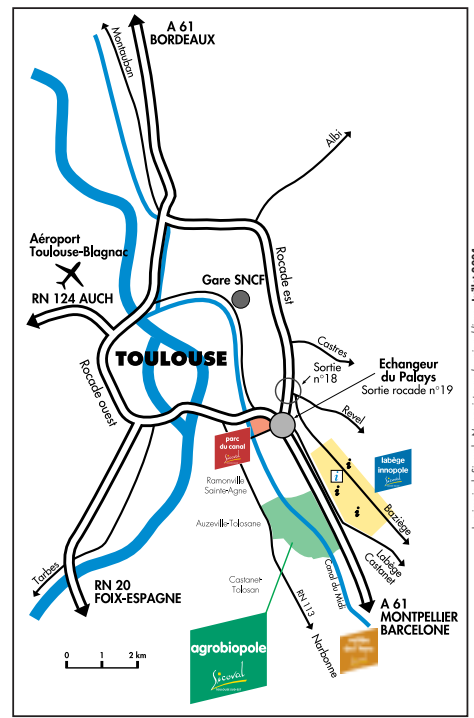 A 61
BORDEAUX
Montauban
Albi
Aéroport
Toulouse-Blagnac
RN 124 AUCH
Gare SNCF
Rocade est
TOULOUSE
Rocade ouest
Castres
Sortie
n°18
Echangeur
du Palays
Sortie rocade n°19
Revel
parc
du canal
Sicoval
labège
innopole
Sicoval
i
i
i
i
Ramonville
Sainte-Agne
Baziège
Auzeville-Tolosane
Labège
Castanet
Castanet-
Tolosan
Canal du Midi
RN 113
Narbonne
Tarbes
RN 20
FOIX-ESPAGNE
A 61
MONTPELLIER
BARCELONE
agrobiopole
Sicoval
0 1 2 km